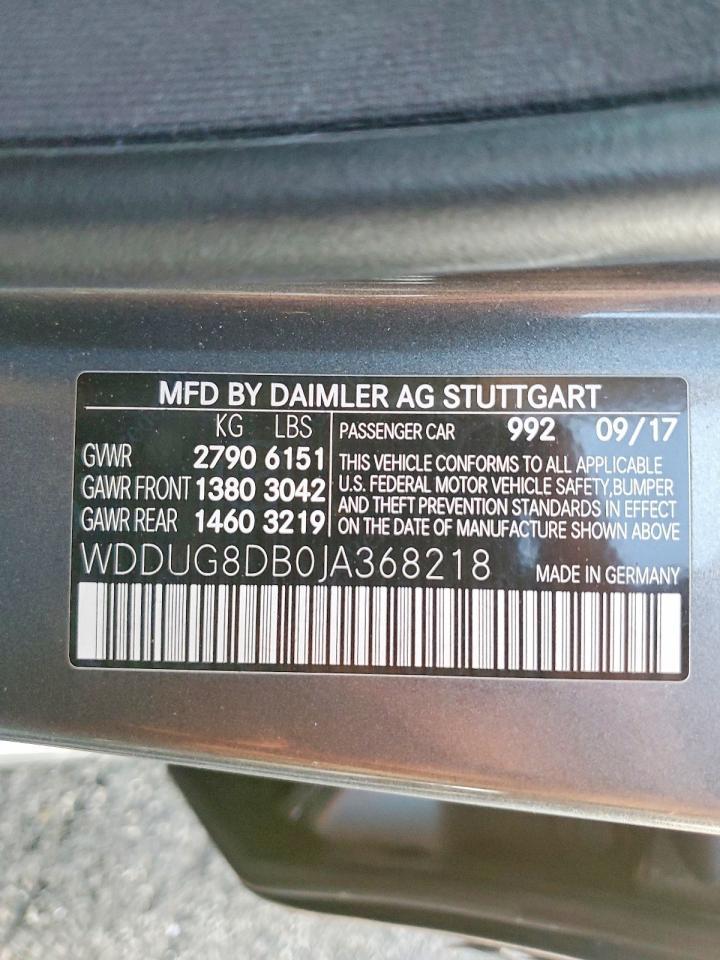 MFD BY DAIMLER AG STUTTGART
KG LBS
GVWR 2790 6151
GAWR FRONT 1380 3042
GAWR REAR 1460 3219
PASSENGER CAR 992 09/17
THIS VEHICLE CONFORMS TO ALL APPLICABLE
U.S. FEDERAL MOTOR VEHICLE SAFETY,BUMPER
AND THEFT PREVENTION STANDARDS IN EFFECT
ON THE DATE OF MANUFACTURE SHOWN ABOVE
WDDUG8DB0JA368218 MADE IN GERMANY